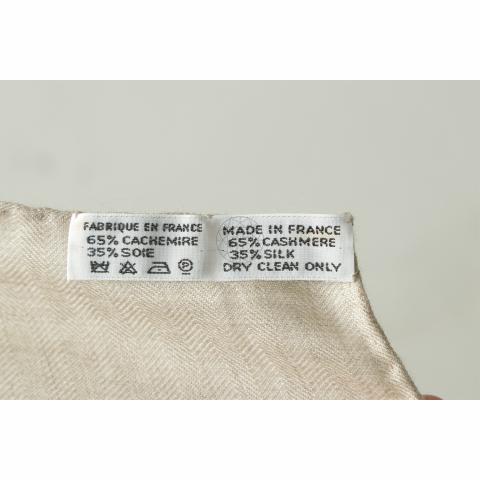 FABRIQUE EN FRANCE
65% CACHEMIRE
35% SOIE
P
MADE IN FRANCE
65% CASHMERE
35% SILK
DRY CLEAN ONLY